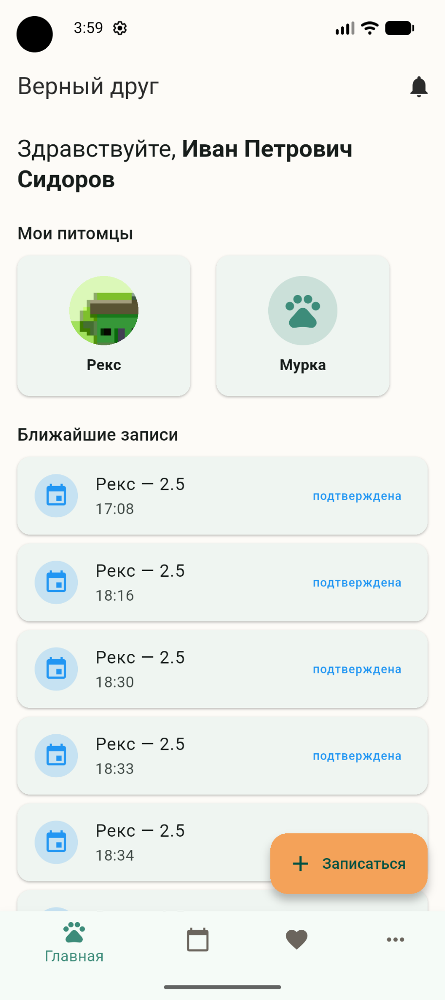 3:59
Верный друг
Здравствуйте, Иван Петрович
Сидоров
Мои питомцы
Рекс
Мурка
Ближайшие записи
Рекс — 2.5
17:08
подтверждена
Рекс — 2.5
18:16
подтверждена
Рекс — 2.5
18:30
подтверждена
Рекс — 2.5
18:33
подтверждена
Рекс — 2.5
18:34
+ Записаться
Главная